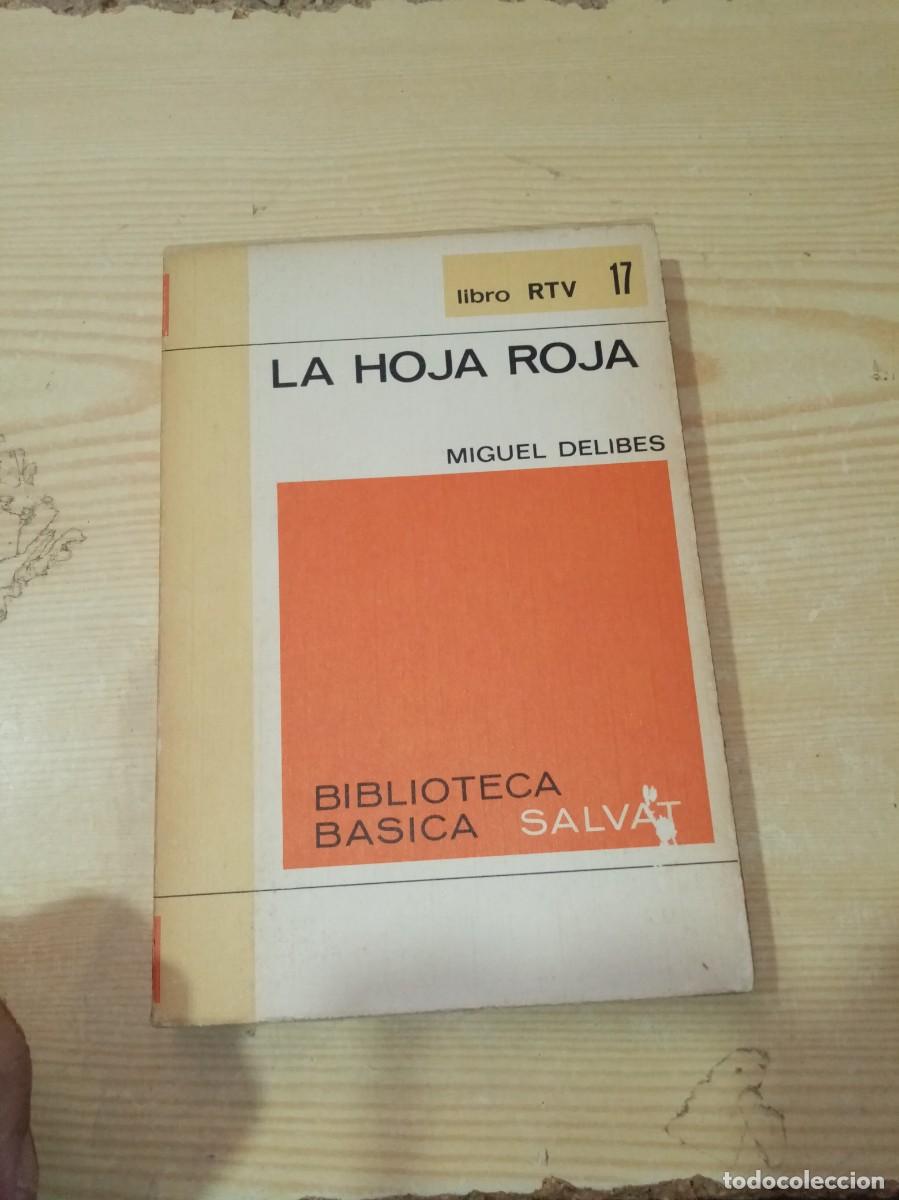 libro RTV 17
LA HOJA ROJA
MIGUEL DELIBES
BIBLIOTECA
BASICA SALVAT
todocoleccion